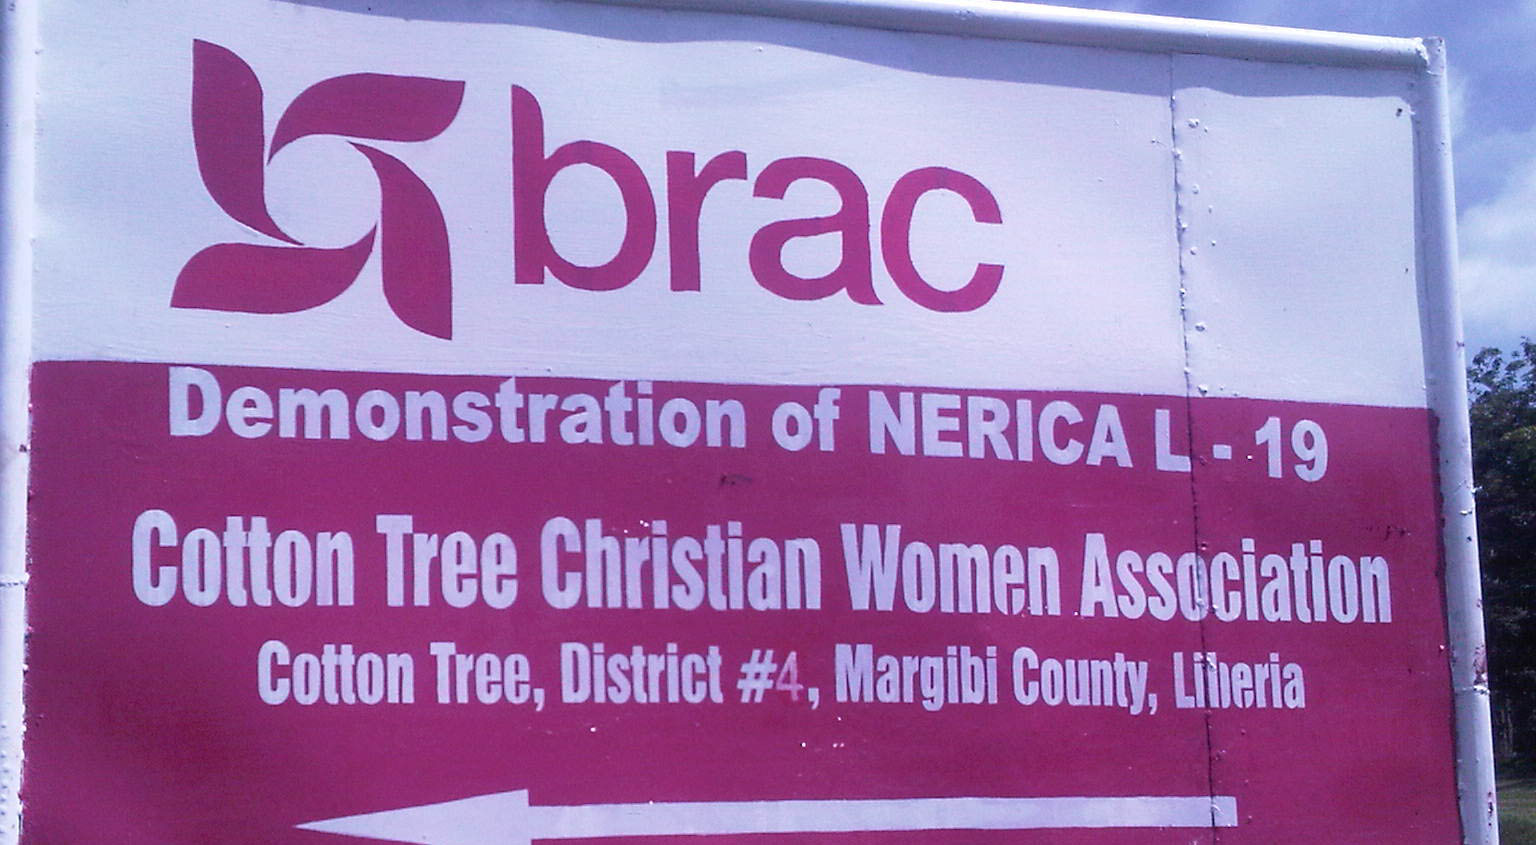 brac
Demonstration of NERICA L - 19
Cotton Tree Christian Women Association
Cotton Tree, District #4, Margibi County, Liberia